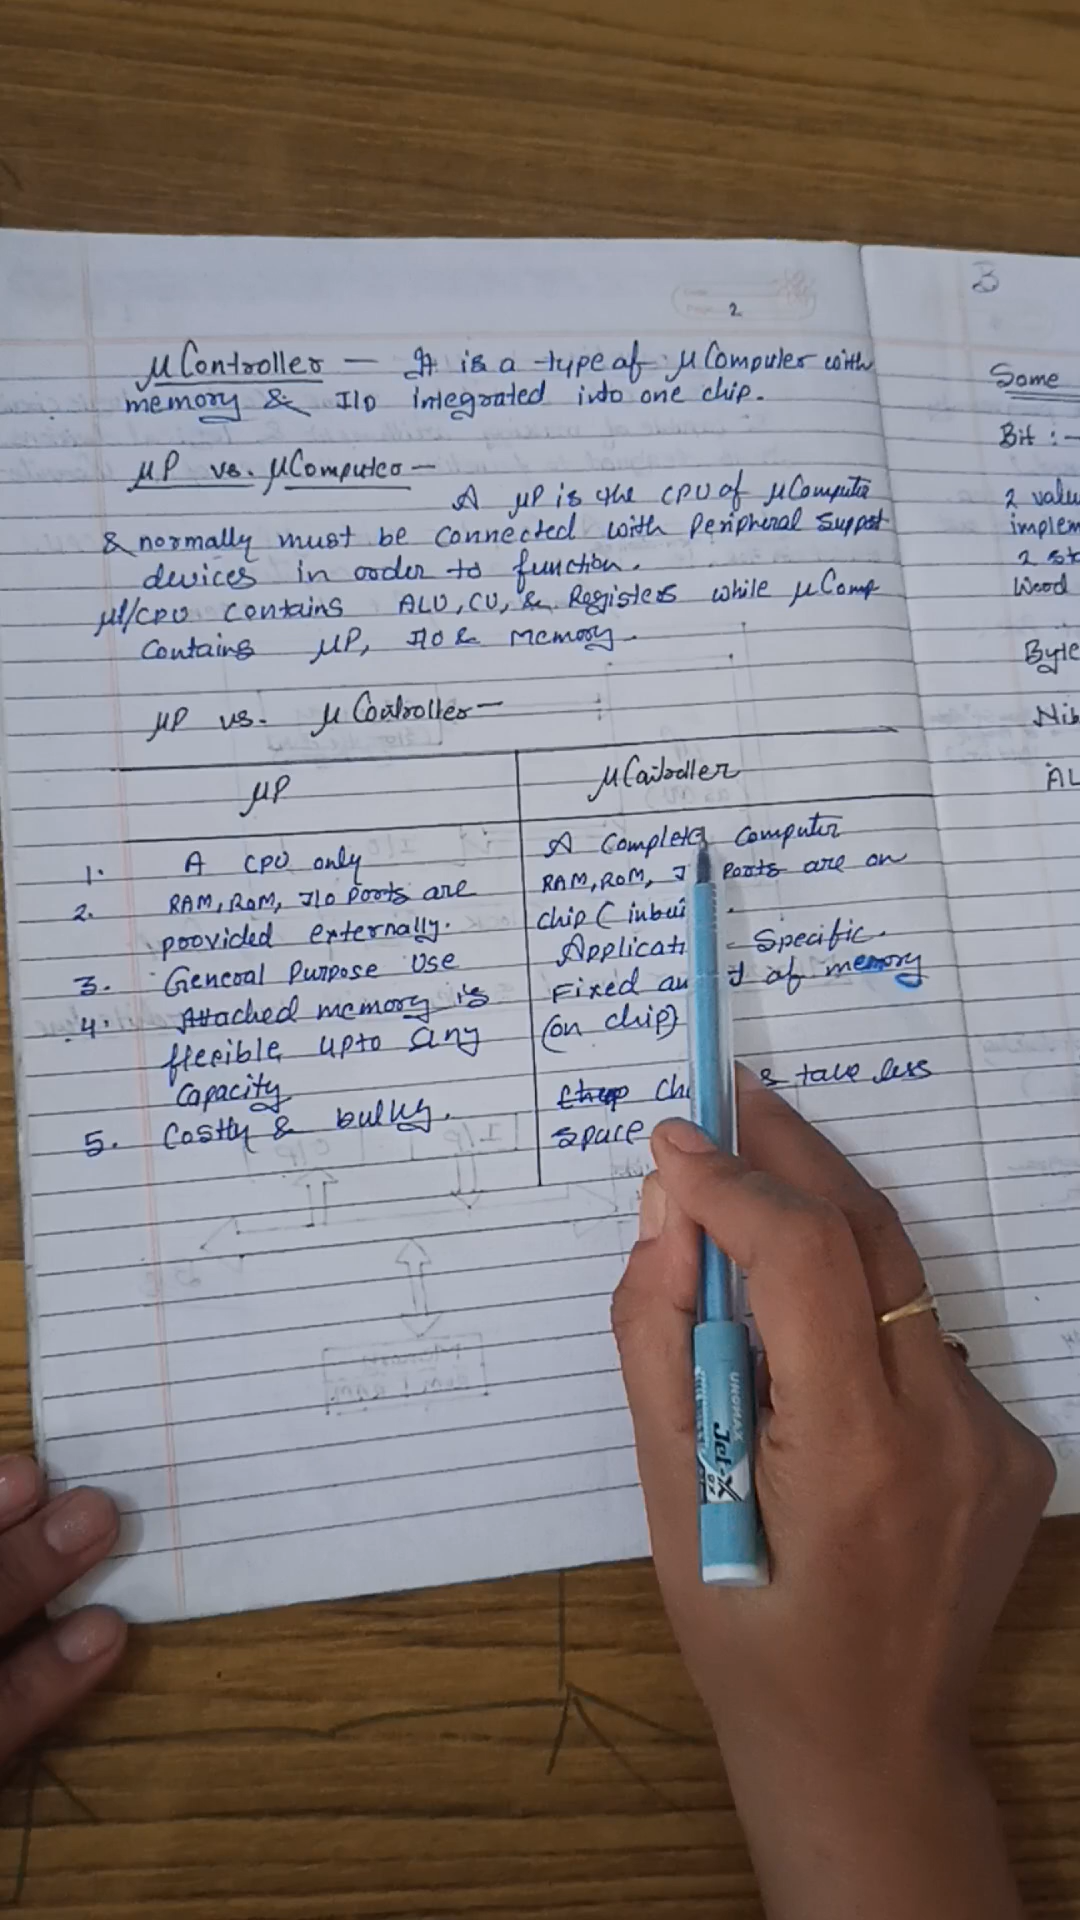 2
μController – It is a type of μComputer with
memory & I/O integrated into one chip.
μP vs. μComputer –
A μP is the CPU of μComputer
& normally must be connected with Peripheral Support
devices in order to function.
μP/CPU contains ALU, CU, & Registers while μComp
contains μP, I/O & Memory.
μP vs. μController –
μP
μController
1. A CPU only
A Complete Computer
2. RAM, ROM, I/O Ports are
provided externally.
RAM, ROM, I Ports are on
chip (inbui
3. General Purpose Use
Applicati - Specific.
4. Attached memory is
flexible upto any
capacity
Fixed am t of memory
(on chip)
5. Costly & bulky.
Cheap Ch & take less
space
B
Some
Bit :–
2 valu
implem
2 sta
Word
Byte
Nib
AL
UNOMAX
Jet-X